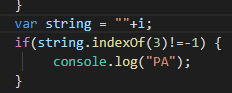 }
var string = ""+i;
if(string.indexOf(3)!=-1) {
console.log("PA");
}